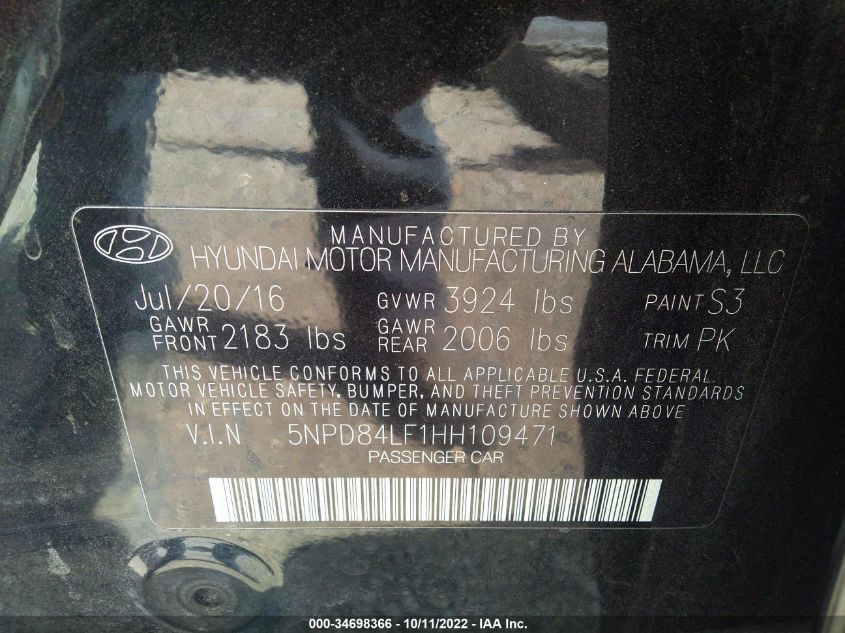 MANUFACTURED BY
HYUNDAI MOTOR MANUFACTURING ALABAMA, LLC
Jul/20/16 GVWR 3924 lbs PAINT S3
GAWR FRONT 2183 lbs GAWR REAR 2006 lbs TRIM PK
THIS VEHICLE CONFORMS TO ALL APPLICABLE U.S.A. FEDERAL
MOTOR VEHICLE SAFETY, BUMPER, AND THEFT PREVENTION STANDARDS
IN EFFECT ON THE DATE OF MANUFACTURE SHOWN ABOVE
V.I.N 5NPD84LF1HH109471
PASSENGER CAR
000-34698366 - 10/11/2022 - IAA Inc.